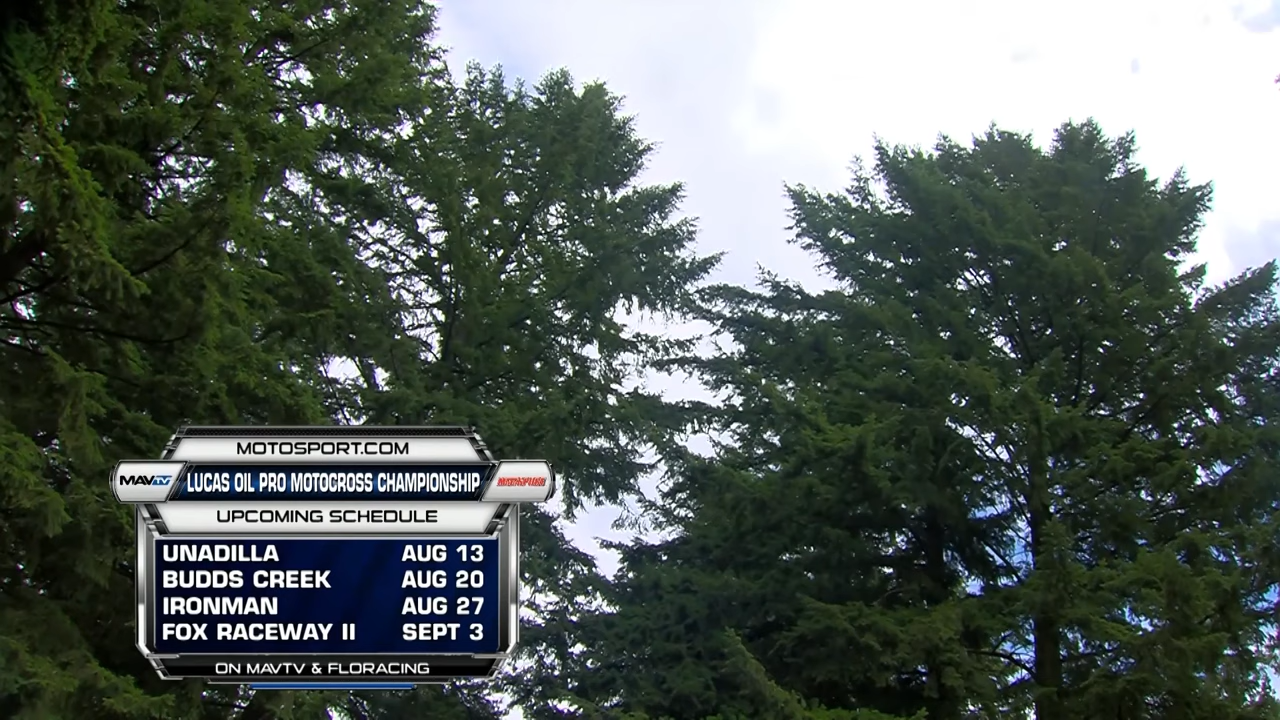 MOTOSPORT.COM
MAVTV LUCAS OIL PRO MOTOCROSS CHAMPIONSHIP
UPCOMING SCHEDULE
UNADILLA AUG 13
BUDDS CREEK AUG 20
IRONMAN AUG 27
FOX RACEWAY II SEPT 3
ON MAVTV & FLORACING